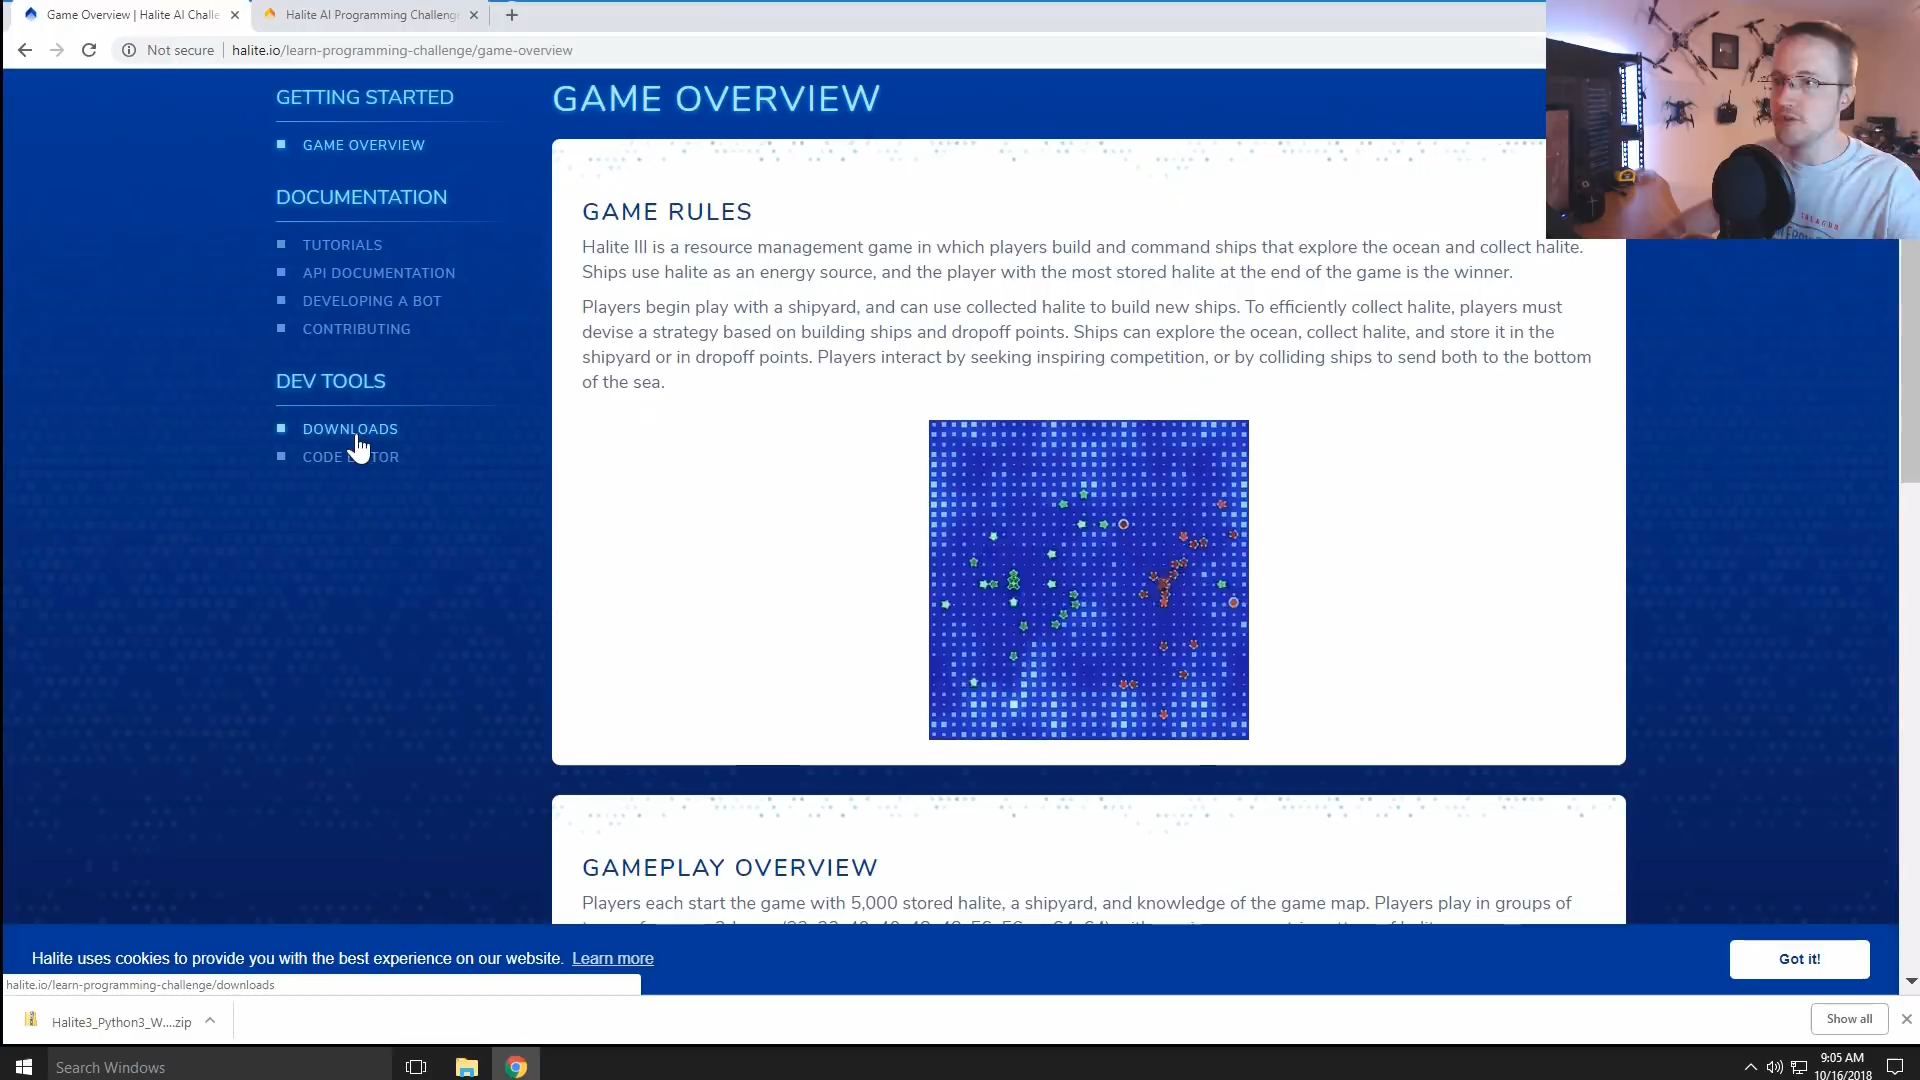 Game Overview | Halite AI Challe
Halite AI Programming Challenge
Not secure
halite.io/learn-programming-challenge/game-overview
GETTING STARTED
GAME OVERVIEW
DOCUMENTATION
TUTORIALS
API DOCUMENTATION
DEVELOPING A BOT
CONTRIBUTING
DEV TOOLS
DOWNLOADS
GAME OVERVIEW
GAME RULES
Halite III is a resource management game in which players build and command ships that explore the ocean and collect halite.
Ships use halite as an energy source, and the player with the most stored halite at the end of the game is the winner.
Players begin play with a shipyard, and can use collected halite to build new ships. To efficiently collect halite, players must
devise a strategy based on building ships and dropoff points. Ships can explore the ocean, collect halite, and store it in the
shipyard or in dropoff points. Players interact by seeking inspiring competition, or by colliding ships to send both to the bottom
of the sea.
GAMEPLAY OVERVIEW
Players each start the game with 5,000 stored halite, a shipyard, and knowledge of the game map. Players play in groups of
Halite uses cookies to provide you with the best experience on our website. Learn more
Got it!
halite.io/learn-programming-challenge/downloads
Halite3_Python3_W....zip
Show all
Search Windows
9:05 AM
10/16/2018